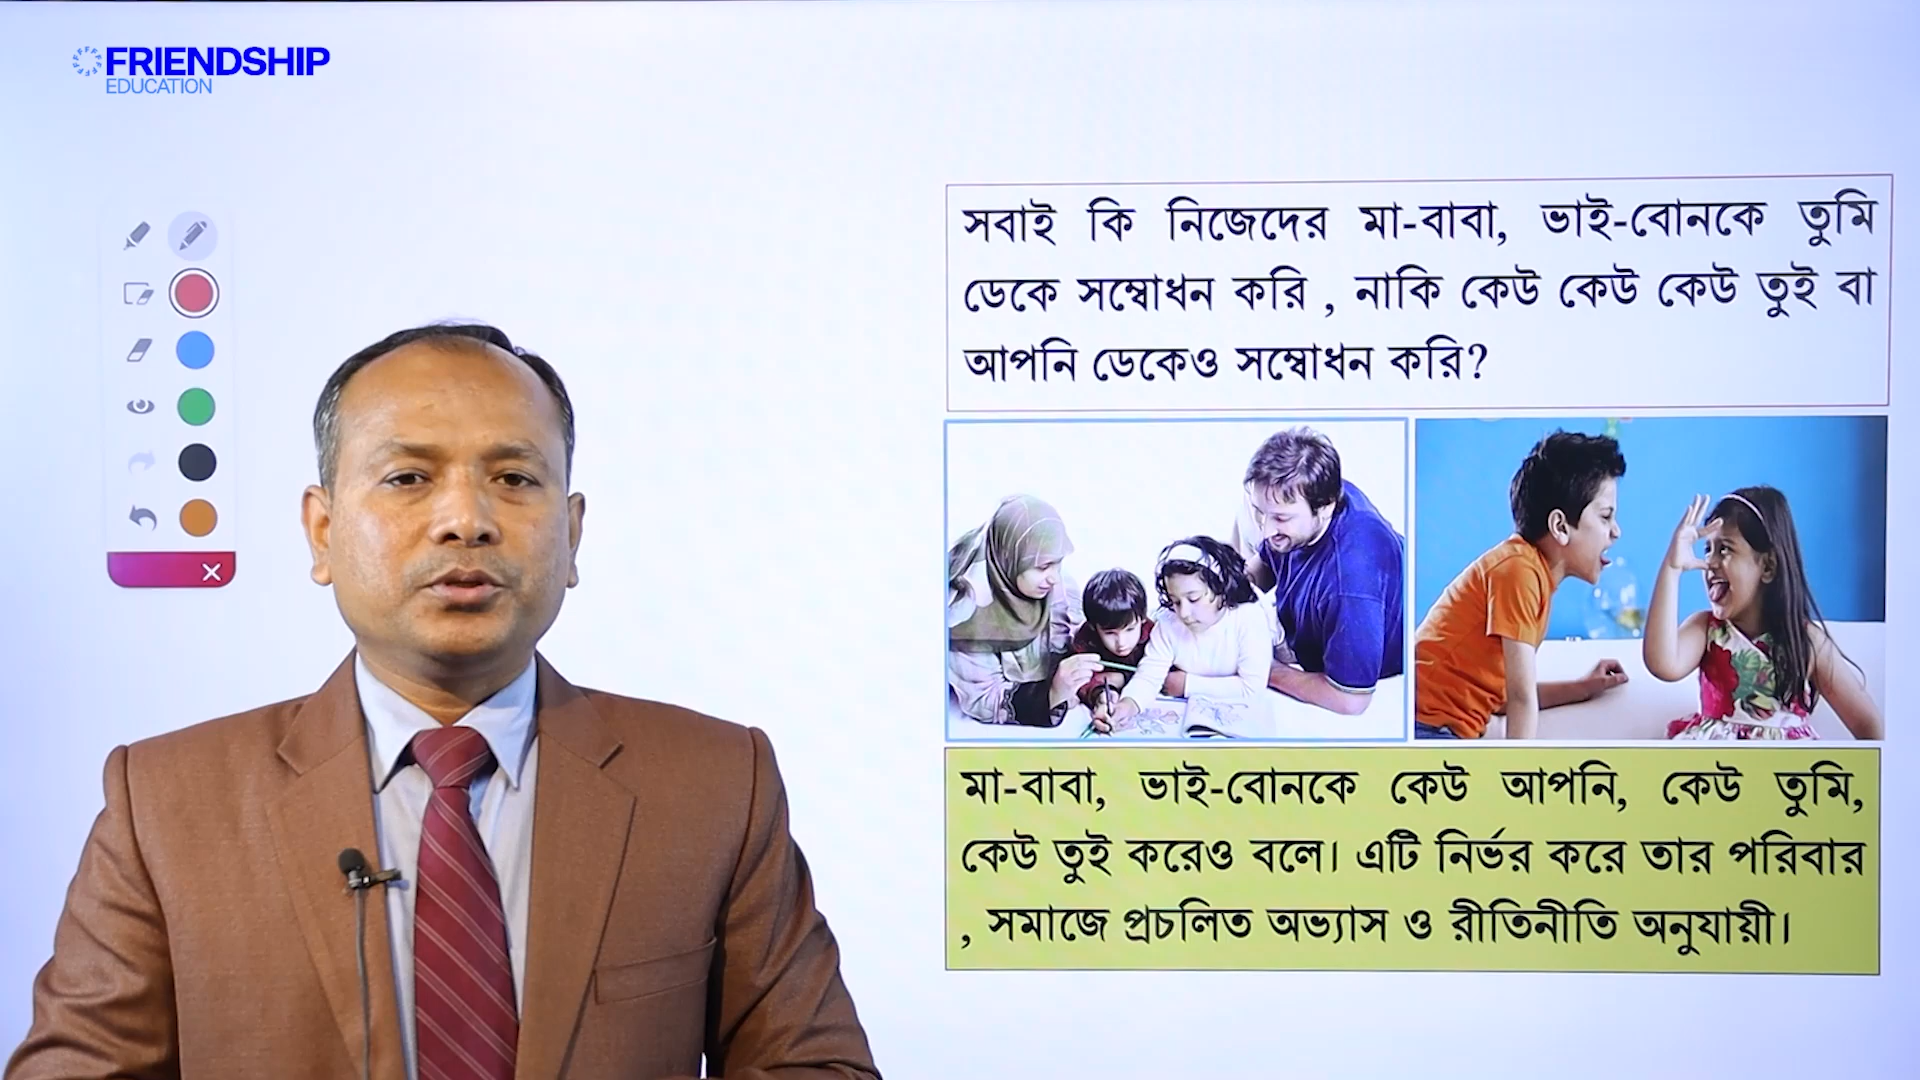 FRIENDSHIP
EDUCATION
সবাই কি নিজেদের মা-বাবা, ভাই-বোনকে তুমি
ডেকে সম্বোধন করি , নাকি কেউ কেউ কেউ তুই বা
আপনি ডেকেও সম্বোধন করি?
মা-বাবা, ভাই-বোনকে কেউ আপনি, কেউ তুমি,
কেউ তুই করেও বলে। এটি নির্ভর করে তার পরিবার
, সমাজে প্রচলিত অভ্যাস ও রীতিনীতি অনুযায়ী।